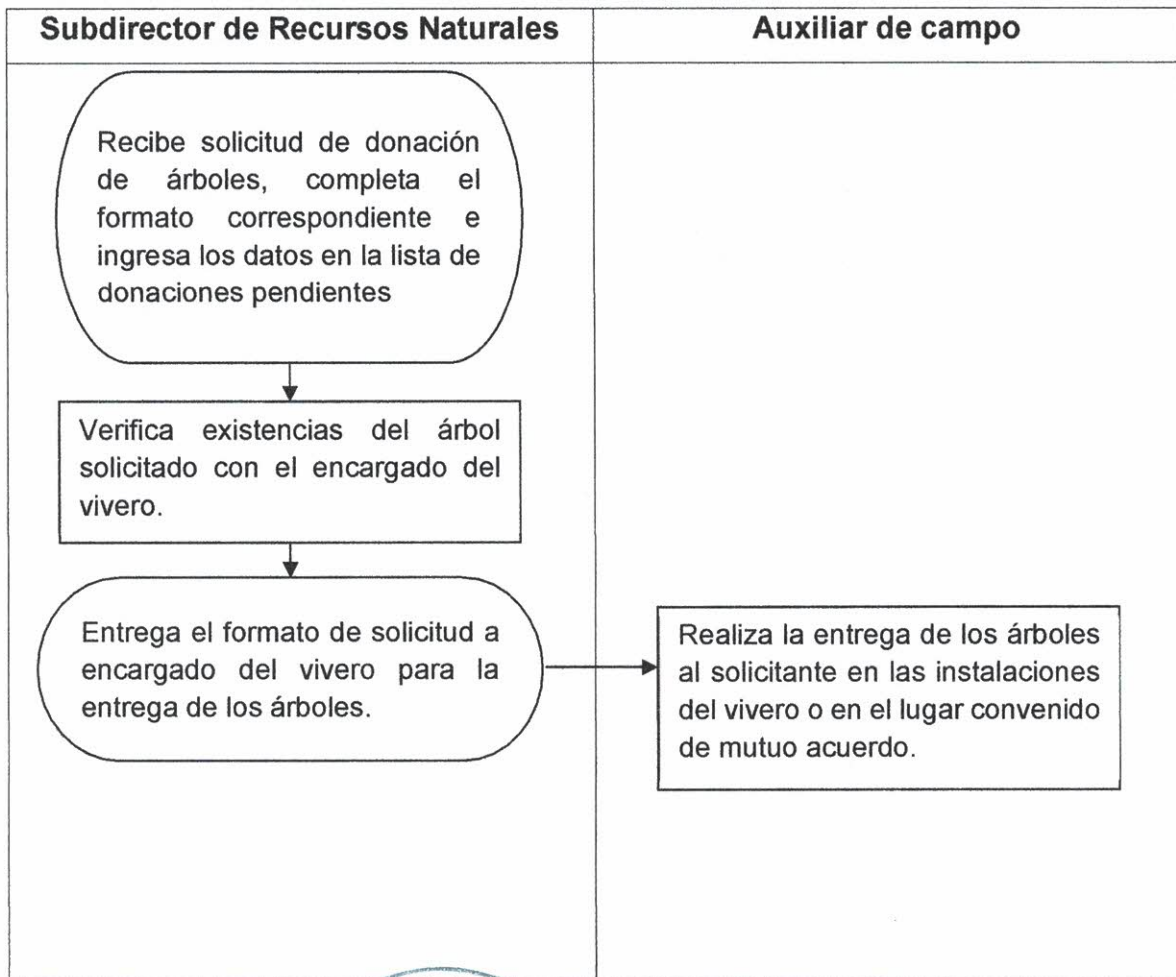 Subdirector de Recursos Naturales
Auxiliar de campo
Recibe solicitud de donación
de árboles, completa el
formato correspondiente e
ingresa los datos en la lista de
donaciones pendientes
Verifica existencias del árbol
solicitado con el encargado del
vivero.
Entrega el formato de solicitud a
encargado del vivero para la
entrega de los árboles.
Realiza la entrega de los árboles
al solicitante en las instalaciones
del vivero o en el lugar convenido
de mutuo acuerdo.